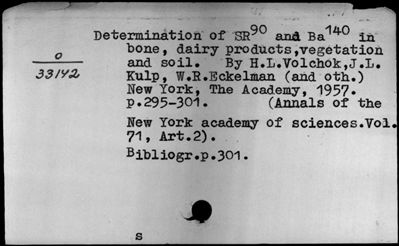 Determination of SR90 and Ba140 in
bone, dairy products,vegetation
and soil. By H.L.Volchok,J.L.
Kulp, W.R.Eckelman (and oth.)
New York, The Academy, 1957.
p.295-301. (Annals of the
New York academy of sciences.Vol.
71, Art.2).
Bibliogr.p.301.
0
33142
s